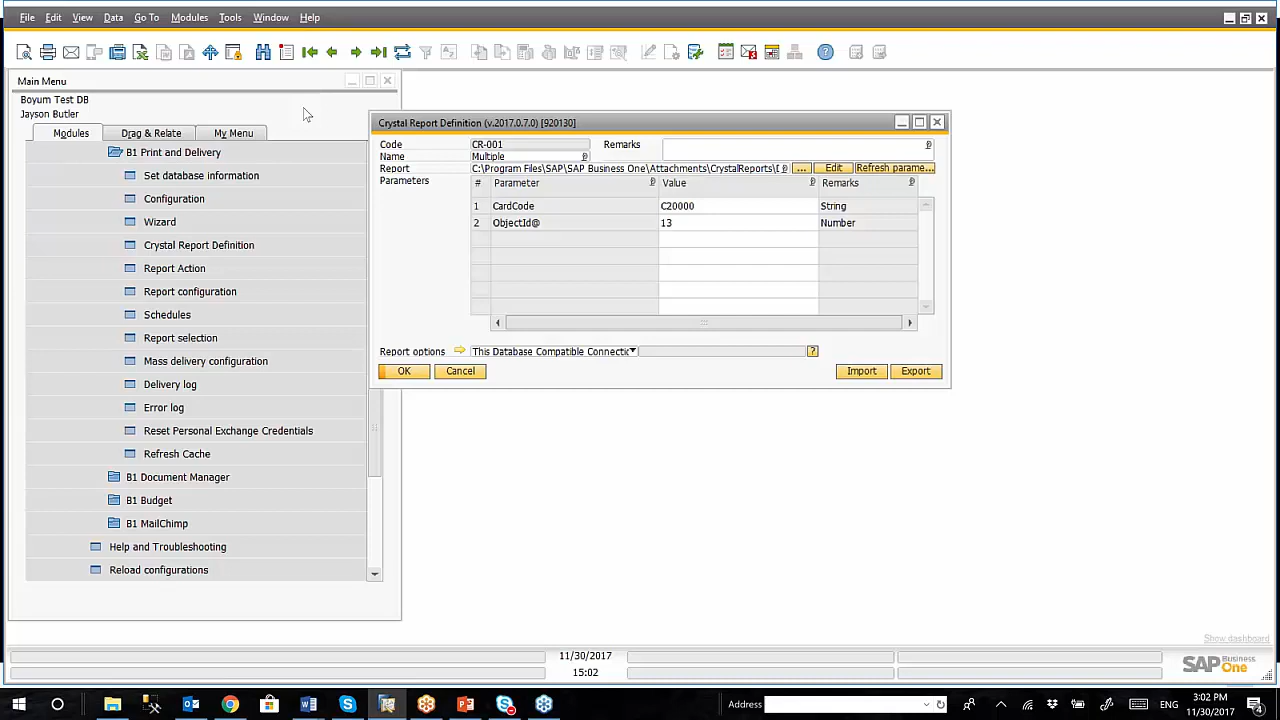 File Edit View Data Go To Modules Tools Window Help
Main Menu
Boyum Test DB
Jayson Butler
Modules Drag & Relate My Menu
B1 Print and Delivery
Set database information
Configuration
Wizard
Crystal Report Definition
Report Action
Report configuration
Schedules
Report selection
Mass delivery configuration
Delivery log
Error log
Reset Personal Exchange Credentials
Refresh Cache
B1 Document Manager
B1 Budget
B1 MailChimp
Help and Troubleshooting
Reload configurations
Crystal Report Definition (v.2017.0.7.0) [920130]
Code CR-001 Remarks
Name Multiple
Report C:\Program Files\SAP\SAP Business One\Attachments\CrystalReports\[ ... Edit Refresh parame...
Parameters # Parameter Value Remarks
1 CardCode C20000 String
2 ObjectId@ 13 Number
Report options This Database Compatible Connectic ?
OK Cancel Import Export
Show dashboard
11/30/2017
15:02
SAP Business One
Address ENG 3:02 PM
11/30/2017